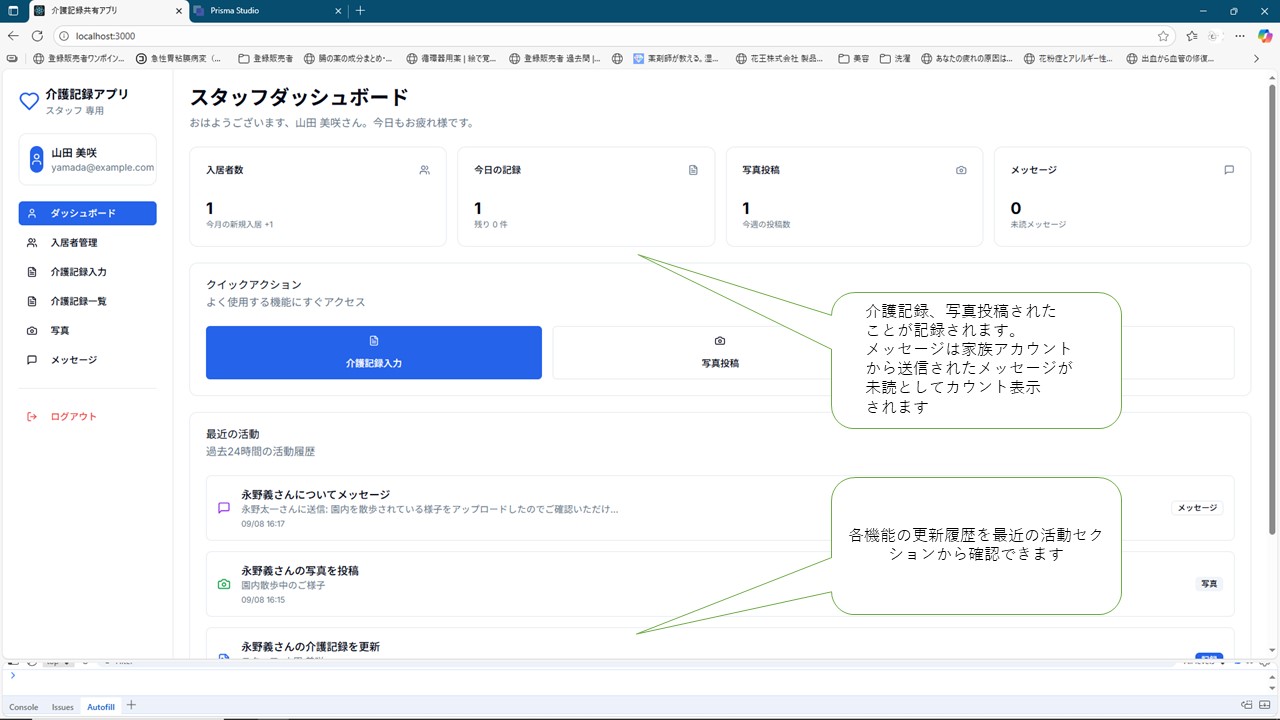 介護記録共有アプリ
Prisma Studio
localhost:3000
登録販売者ワンポイン...
急性胃粘膜病変（...
登録販売者
腸の薬の成分まとめ-...
循環器用薬 | 絵で覚...
登録販売者 過去問 |...
薬剤師が教える。湿...
花王株式会社 製品...
美容
洗濯
あなたの疲れの原因は...
花粉症とアレルギー性...
出血から血管の修復...
介護記録アプリ
スタッフ 専用
山田 美咲
yamada@example.com
ダッシュボード
入居者管理
介護記録入力
介護記録一覧
写真
メッセージ
ログアウト
スタッフダッシュボード
おはようございます、山田 美咲さん。今日もお疲れ様です。
入居者数
1
今月の新規入居 +1
今日の記録
1
残り 0 件
写真投稿
1
今週の投稿数
メッセージ
0
未読メッセージ
クイックアクション
よく使用する機能にすぐアクセス
介護記録入力
写真投稿
介護記録、写真投稿された
ことが記録されます。
メッセージは家族アカウント
から送信されたメッセージが
未読としてカウント表示
されます
最近の活動
過去24時間の活動履歴
永野義さんについてメッセージ
永野太一さんに送信: 園内を散歩されている様子をアップロードしたのでご確認いただけ...
09/08 16:17
メッセージ
各機能の更新履歴を最近の活動セク
ションから確認できます
永野義さんの写真を投稿
園内散歩中のご様子
09/08 16:15
写真
永野義さんの介護記録を更新
Console
Issues
Autofill